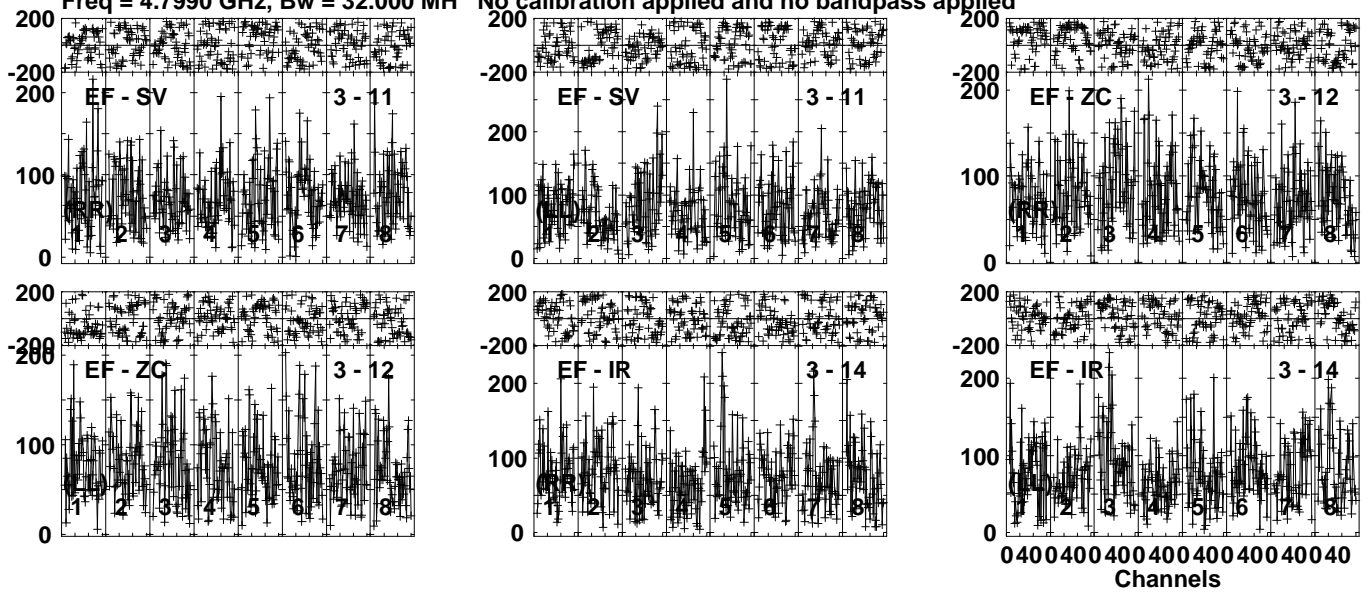 Freq = 4.7990 GHz, Bw = 32.000 MH No calibration applied and no bandpass applied
200
-200
200
100
0
EF - SV 3 - 11
(RR)
1 2 3 4 5 6 7 8
200
-200
200
100
0
EF - SV 3 - 11
(LL)
1 2 3 4 5 6 7 8
200
-200
200
100
0
EF - ZC 3 - 12
(RR)
1 2 3 4 5 6 7 8
200
-200
200
100
0
EF - ZC 3 - 12
(LL)
1 2 3 4 5 6 7 8
200
-200
200
100
0
EF - IR 3 - 14
(RR)
1 2 3 4 5 6 7 8
200
-200
200
100
0
EF - IR 3 - 14
(LL)
1 2 3 4 5 6 7 8
0 40 0 40 0 40 0 40 0 40 0 40 0 40 0 40
Channels